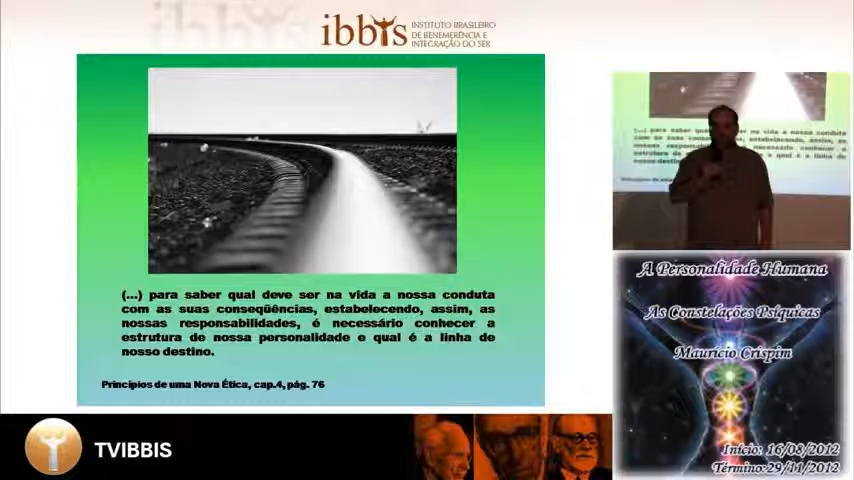 ibbis
INSTITUTO BRASILEIRO
DE BENEMERÊNCIA E
INTEGRAÇÃO DO SER
(...) para saber qual deve ser na vida a nossa conduta
com as suas conseqüências, estabelecendo, assim, as
nossas responsabilidades, é necessário conhecer a
estrutura de nossa personalidade e qual é a linha de
nosso destino.
Princípios de uma Nova Ética, cap.4, pág. 76
A Personalidade Humana
As Constelações Psíquicas
Maurício Crispim
Início: 16/08/2012
Término:29/11/2012
TVIBBIS